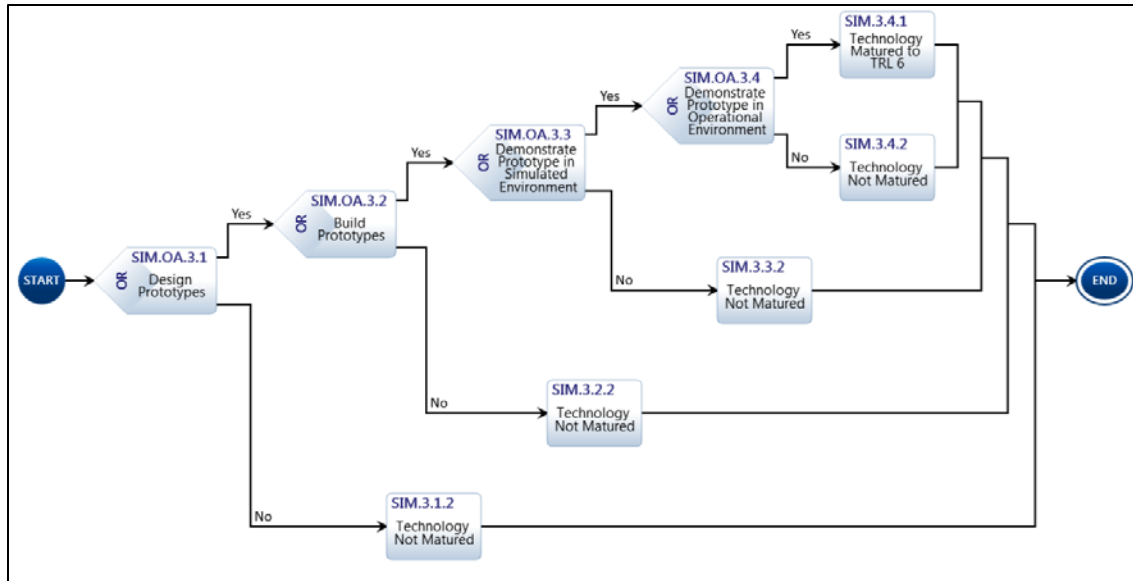 START
OR
SIM.OA.3.1
Design
Prototypes
Yes
No
OR
SIM.OA.3.2
Build
Prototypes
Yes
No
OR
SIM.OA.3.3
Demonstrate
Prototype in
Simulated
Environment
Yes
No
OR
SIM.OA.3.4
Demonstrate
Prototype in
Operational
Environment
Yes
No
SIM.3.4.1
Technology
Matured to
TRL 6
SIM.3.4.2
Technology
Not Matured
SIM.3.3.2
Technology
Not Matured
SIM.3.2.2
Technology
Not Matured
SIM.3.1.2
Technology
Not Matured
END